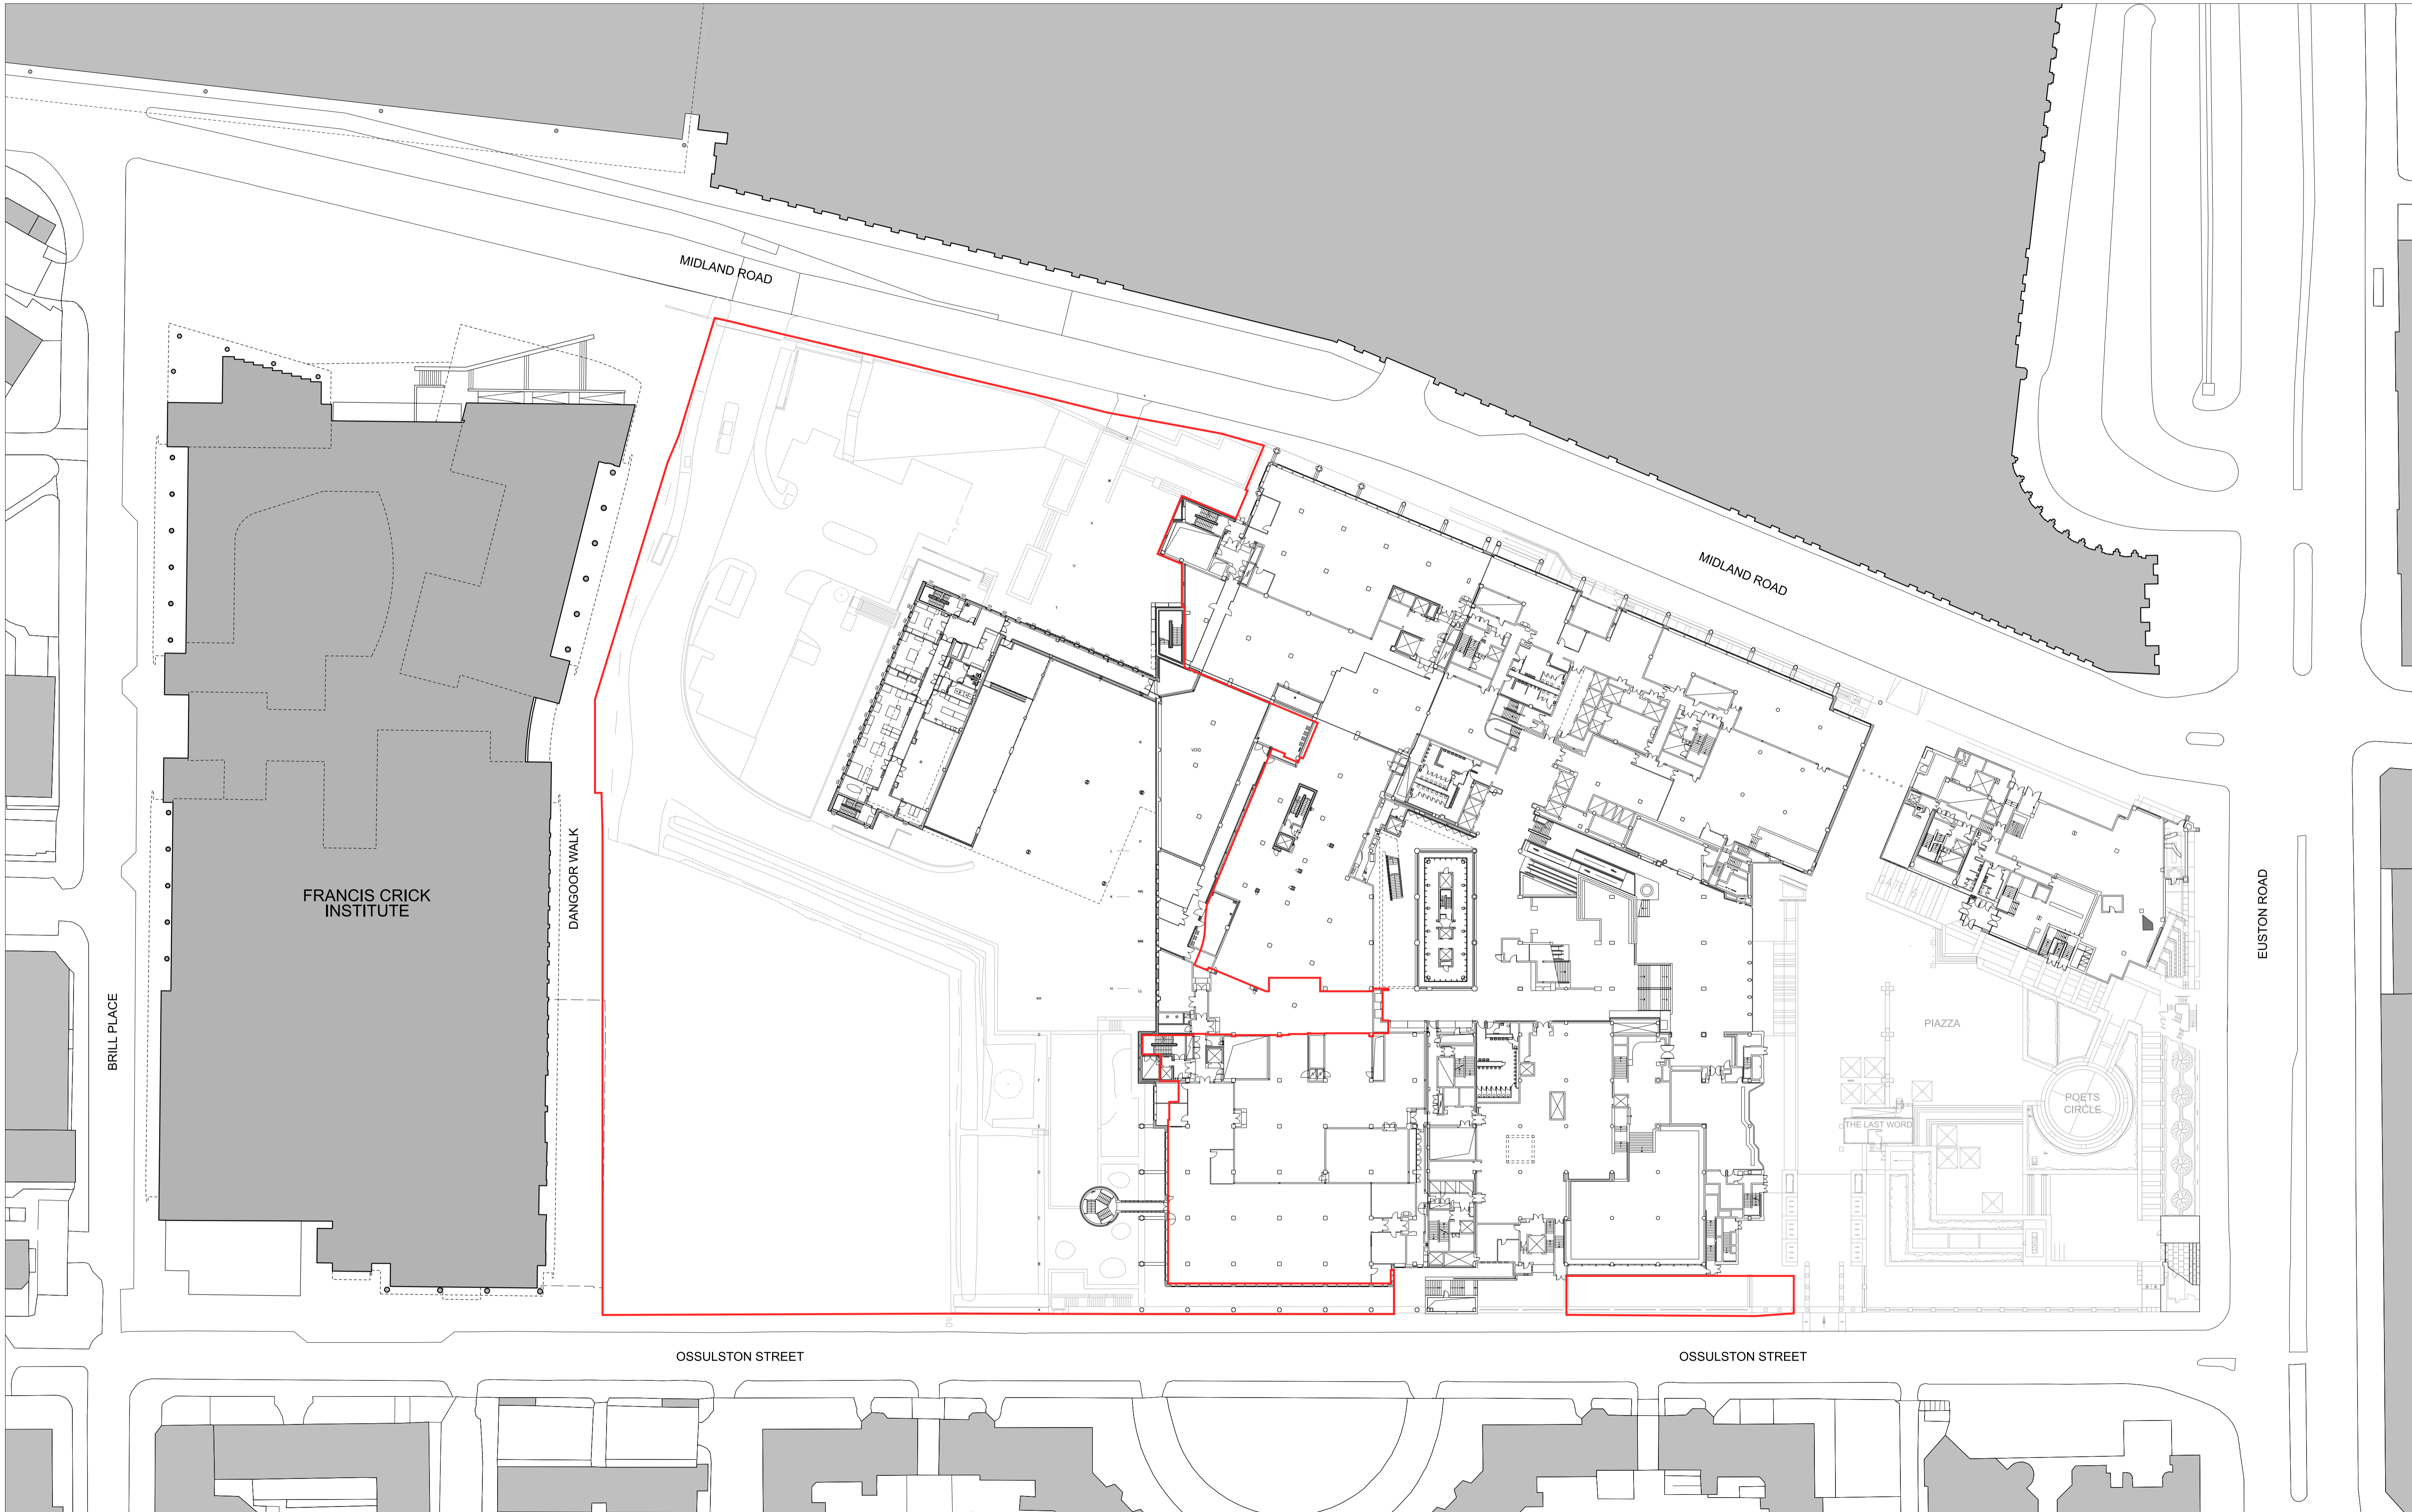 MIDLAND ROAD
MIDLAND ROAD
VOID
FRANCIS CRICK
INSTITUTE
DANGOOR WALK
BRILL PLACE
EUSTON ROAD
GATE
PIAZZA
POETS
CIRCLE
THE LAST WORD
OSSULSTON STREET
OSSULSTON STREET